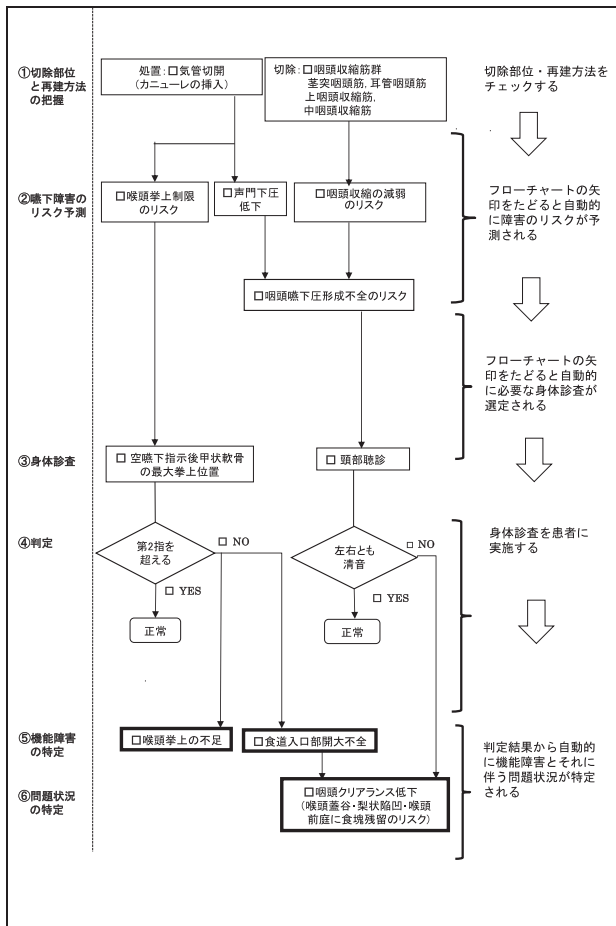 ①切除部位
と再建方法
の把握
処置：□気管切開
（カニューレの挿入）
切除：□咽頭収縮筋群
茎突咽頭筋，耳管咽頭筋
上咽頭収縮筋，
中咽頭収縮筋
切除部位・再建方法を
チェックする
②嚥下障害の
リスク予測
□喉頭挙上制限
のリスク
□声門下圧
低下
□咽頭収縮の減弱
のリスク
フローチャートの矢
印をたどると自動的
に障害のリスクが予
測される
□咽頭嚥下圧形成不全のリスク
フローチャートの矢
印をたどると自動的
に必要な身体診査が
選定される
③身体診査
□ 空嚥下指示後甲状軟骨
の最大挙上位置
□ 頸部聴診
④判定
第2指を
超える
□ NO
□ YES
正常
左右とも
清音
□ NO
□ YES
正常
身体診査を患者に
実施する
⑤機能障害
の特定
□喉頭挙上の不足
□食道入口部開大不全
判定結果から自動的
に機能障害とそれに
伴う問題状況が特定
される
⑥問題状況
の特定
□咽頭クリアランス低下
（喉頭蓋谷・梨状陥凹・喉頭
前庭に食塊残留のリスク）